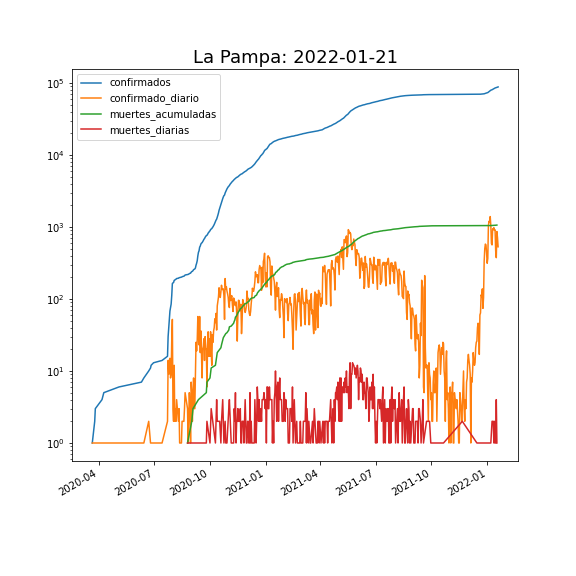 La Pampa: 2022-01-21
confirmados
confirmado_diario
muertes_acumuladas
muertes_diarias
10^5
10^4
10^3
10^2
10^1
10^0
2020-04
2020-07
2020-10
2021-01
2021-04
2021-07
2021-10
2022-01